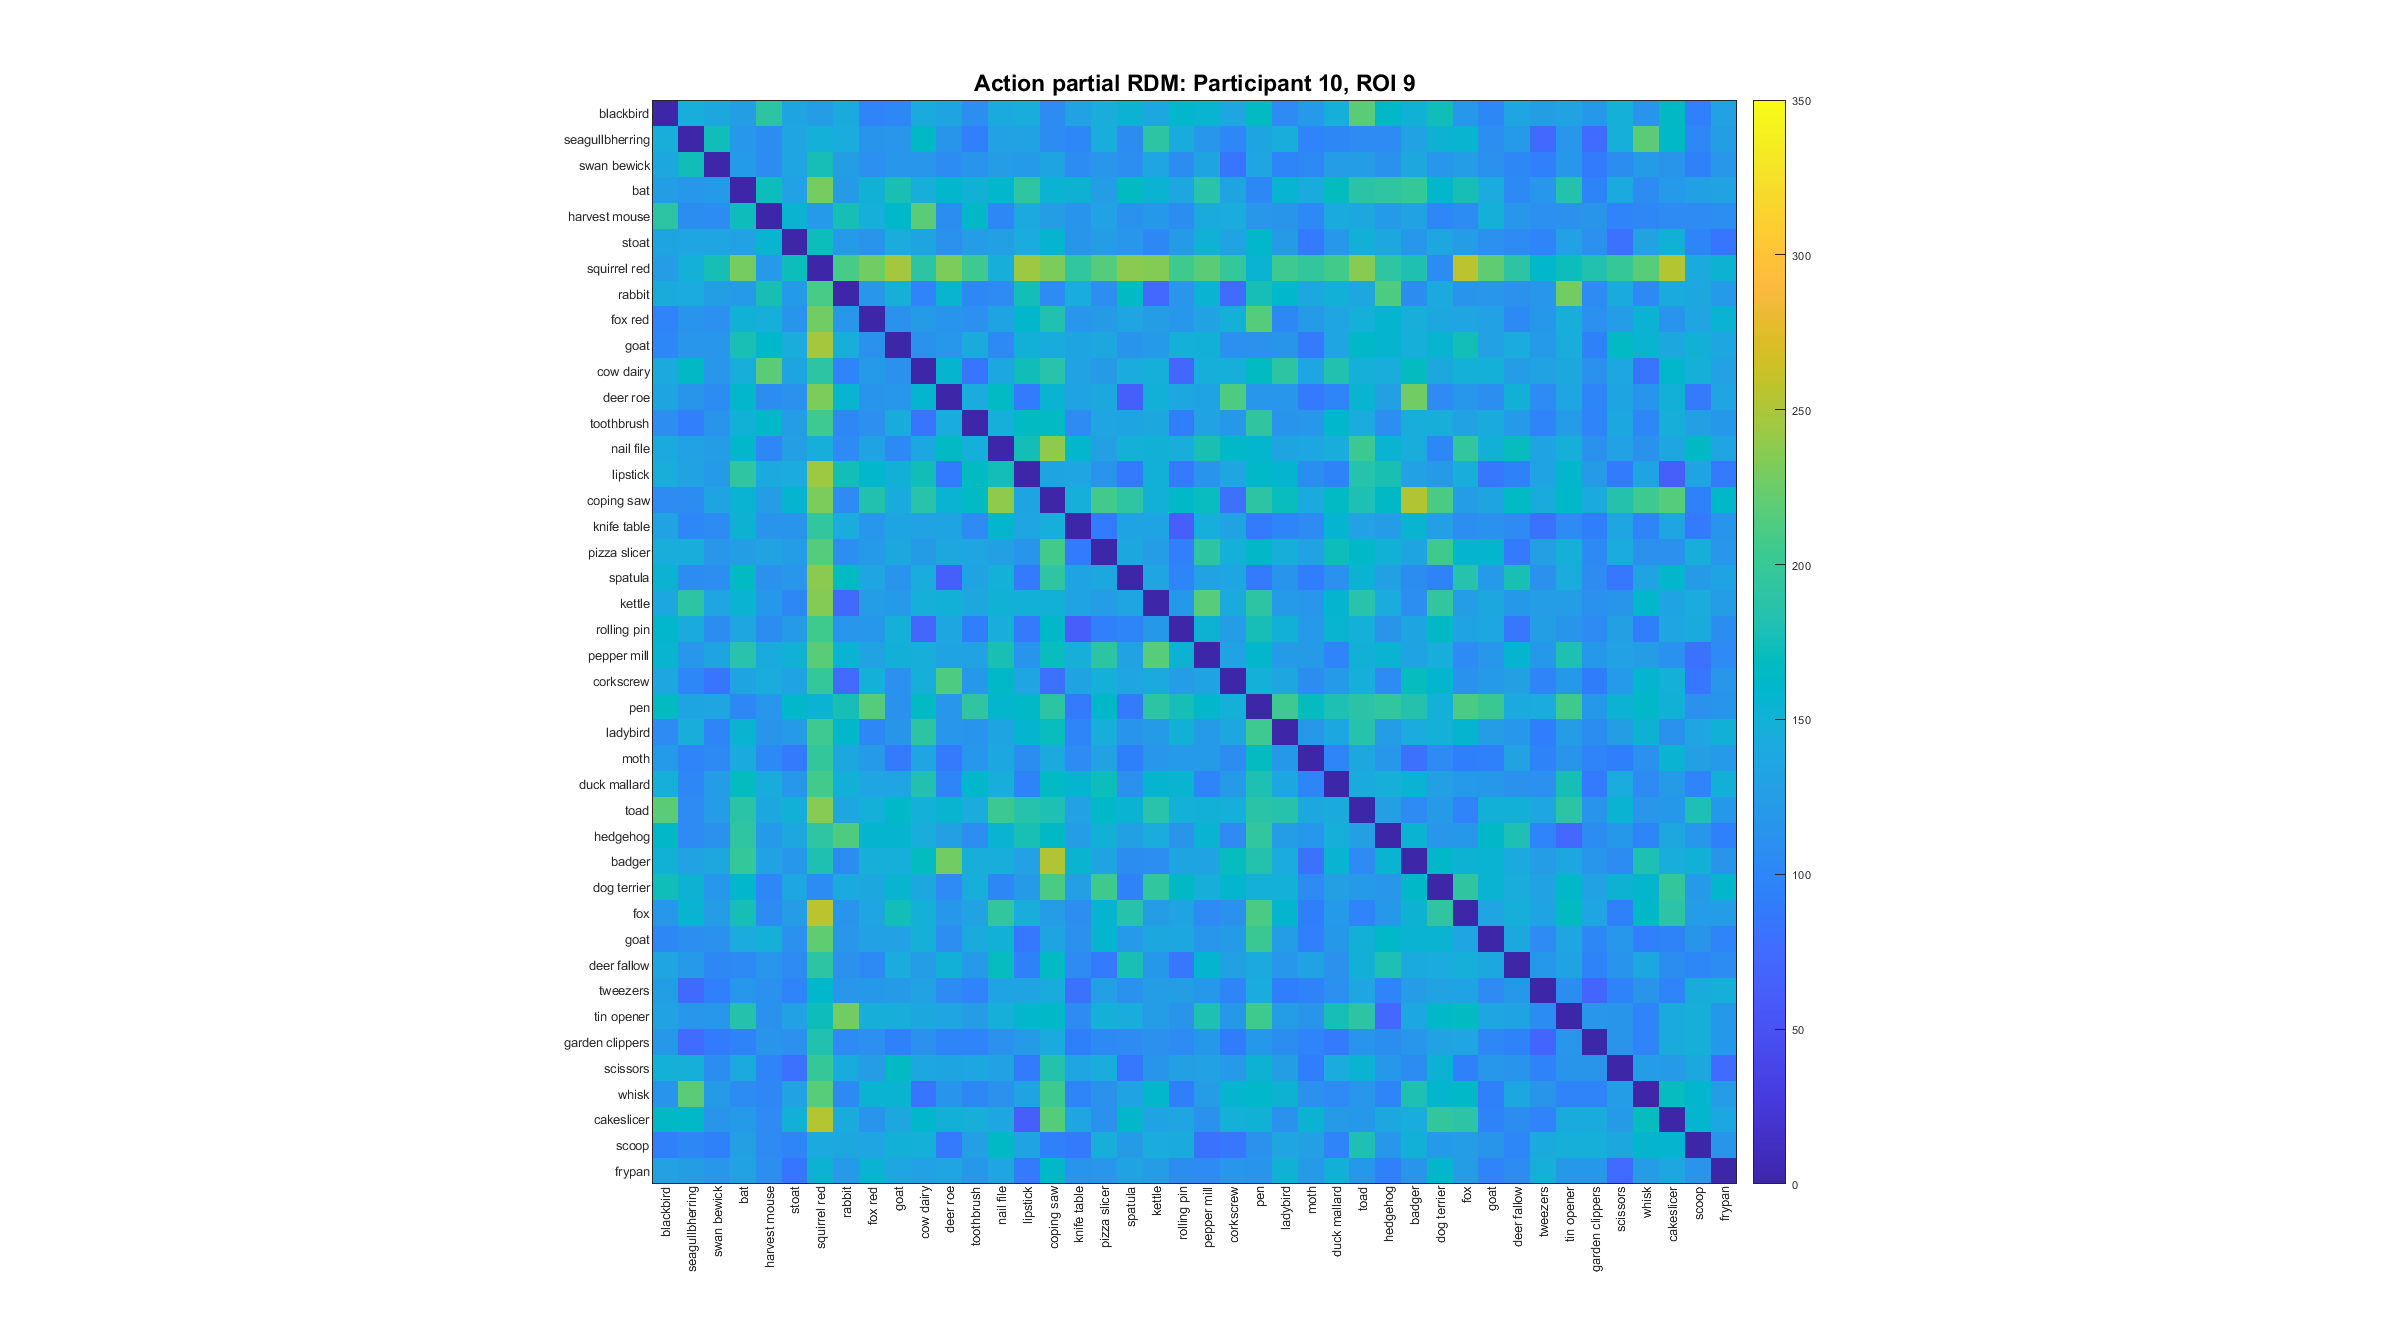 Action partial RDM: Participant 10, ROI 9
blackbird
seagullbherring
swan bewick
bat
harvest mouse
stoat
squirrel red
rabbit
fox red
goat
cow dairy
deer roe
toothbrush
nail file
lipstick
coping saw
knife table
pizza slicer
spatula
kettle
rolling pin
pepper mill
corkscrew
pen
ladybird
moth
duck mallard
toad
hedgehog
badger
dog terrier
fox
goat
deer fallow
tweezers
tin opener
garden clippers
scissors
whisk
cakeslicer
scoop
frypan
blackbird
seagullbherring
swan bewick
bat
harvest mouse
stoat
squirrel red
rabbit
fox red
goat
cow dairy
deer roe
toothbrush
nail file
lipstick
coping saw
knife table
pizza slicer
spatula
kettle
rolling pin
pepper mill
corkscrew
pen
ladybird
moth
duck mallard
toad
hedgehog
badger
dog terrier
fox
goat
deer fallow
tweezers
tin opener
garden clippers
scissors
whisk
cakeslicer
scoop
frypan
350
300
250
200
150
100
50
0